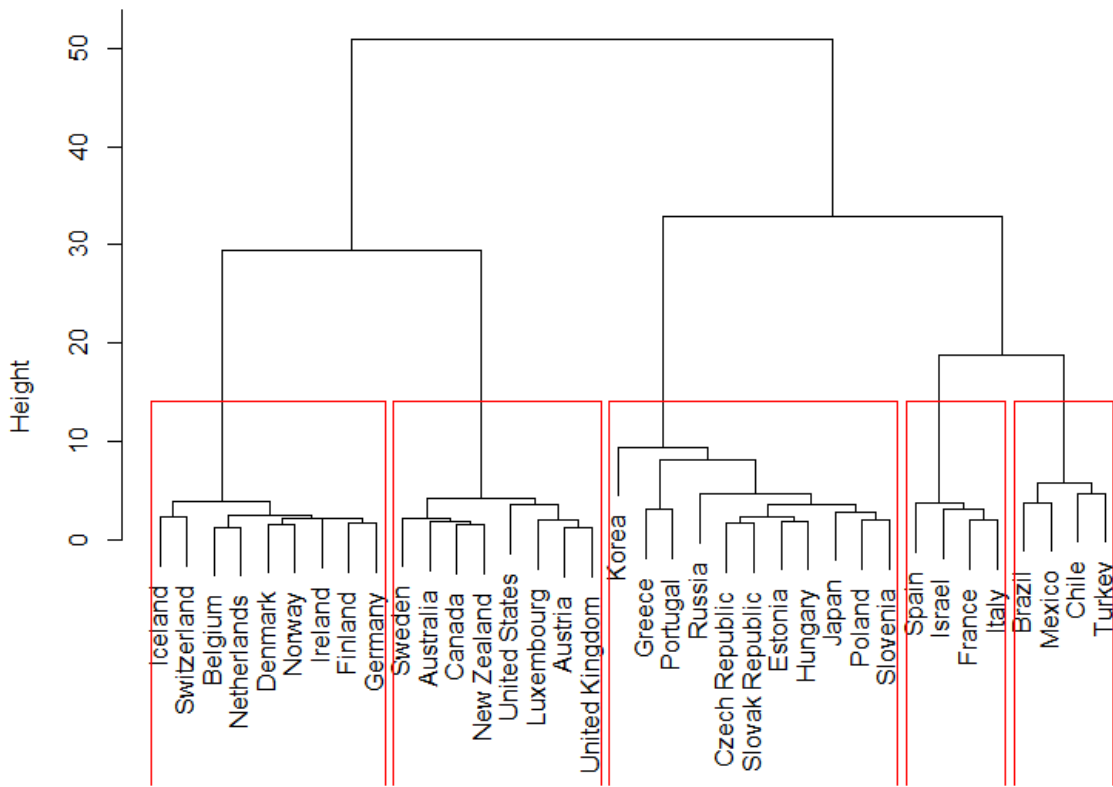 50
40
30
20
10
0
Height
Iceland
Switzerland
Belgium
Netherlands
Denmark
Norway
Ireland
Finland
Germany
Sweden
Australia
Canada
New Zealand
United States
Luxembourg
Austria
United Kingdom
Korea
Greece
Portugal
Russia
Czech Republic
Slovak Republic
Estonia
Hungary
Japan
Poland
Slovenia
Spain
Israel
France
Italy
Brazil
Mexico
Chile
Turkey